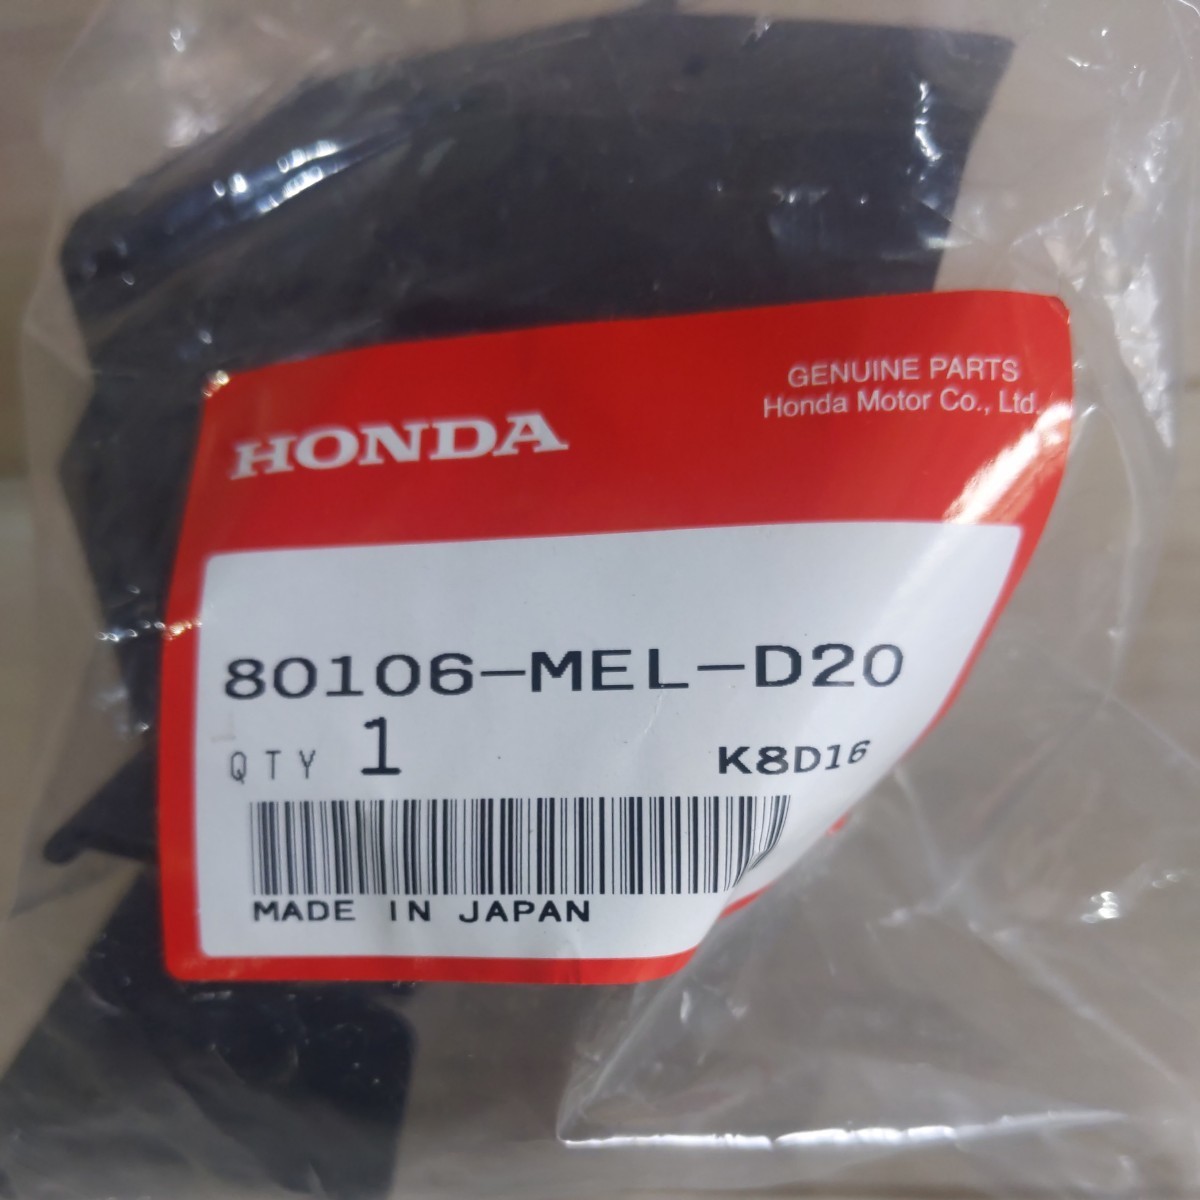 GENUINE PARTS
Honda Motor Co., Ltd.
HONDA
80106-MEL-D20
QTY 1 K8D16
MADE IN JAPAN